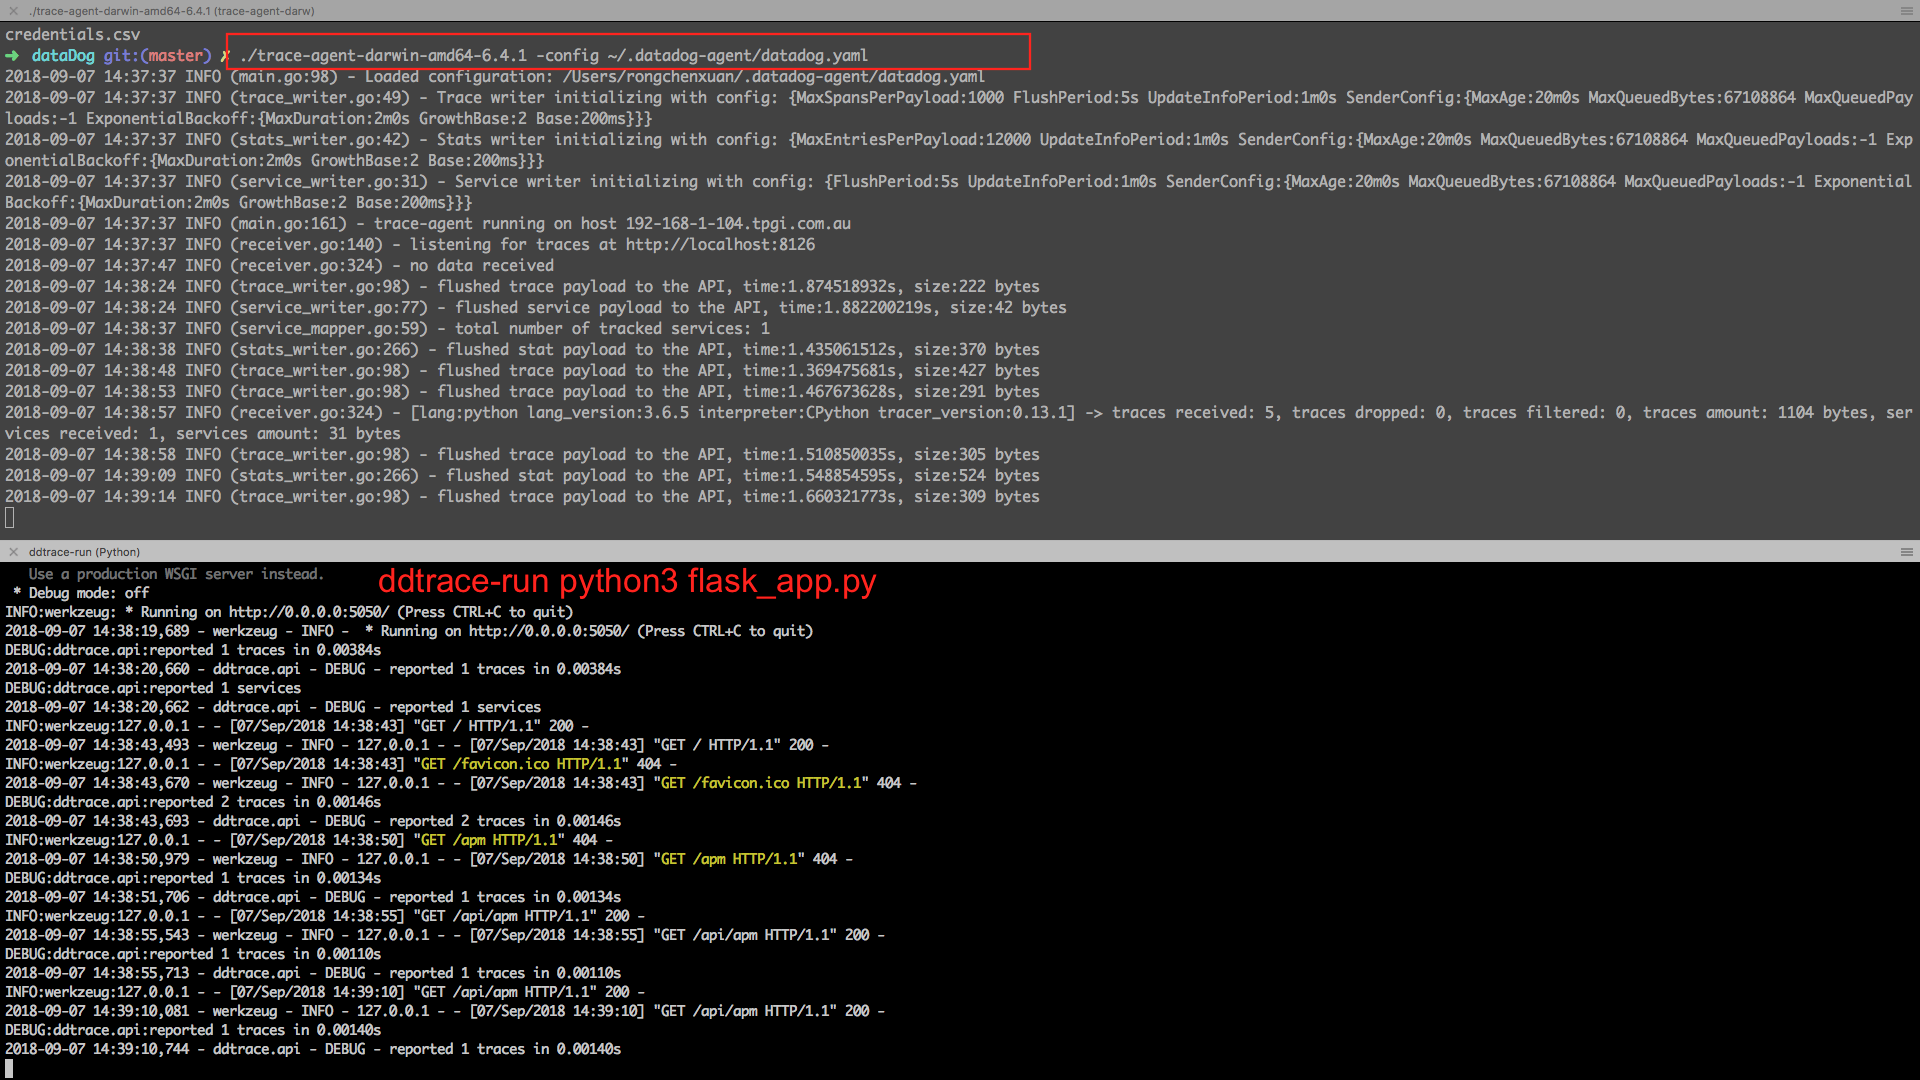 ./trace-agent-darwin-amd64-6.4.1 (trace-agent-darw)
credentials.csv
➜ dataDog git:(master) ✗ ./trace-agent-darwin-amd64-6.4.1 -config ~/.datadog-agent/datadog.yaml
2018-09-07 14:37:37 INFO (main.go:98) - Loaded configuration: /Users/rongchenxuan/.datadog-agent/datadog.yaml
2018-09-07 14:37:37 INFO (trace_writer.go:49) - Trace writer initializing with config: {MaxSpansPerPayload:1000 FlushPeriod:5s UpdateInfoPeriod:1m0s SenderConfig:{MaxAge:20m0s MaxQueuedBytes:67108864 MaxQueuedPay
loads:-1 ExponentialBackoff:{MaxDuration:2m0s GrowthBase:2 Base:200ms}}}
2018-09-07 14:37:37 INFO (stats_writer.go:42) - Stats writer initializing with config: {MaxEntriesPerPayload:12000 UpdateInfoPeriod:1m0s SenderConfig:{MaxAge:20m0s MaxQueuedBytes:67108864 MaxQueuedPayloads:-1 Exp
onentialBackoff:{MaxDuration:2m0s GrowthBase:2 Base:200ms}}}
2018-09-07 14:37:37 INFO (service_writer.go:31) - Service writer initializing with config: {FlushPeriod:5s UpdateInfoPeriod:1m0s SenderConfig:{MaxAge:20m0s MaxQueuedBytes:67108864 MaxQueuedPayloads:-1 Exponential
Backoff:{MaxDuration:2m0s GrowthBase:2 Base:200ms}}}
2018-09-07 14:37:37 INFO (main.go:161) - trace-agent running on host 192-168-1-104.tpgi.com.au
2018-09-07 14:37:37 INFO (receiver.go:140) - listening for traces at http://localhost:8126
2018-09-07 14:37:47 INFO (receiver.go:324) - no data received
2018-09-07 14:38:24 INFO (trace_writer.go:98) - flushed trace payload to the API, time:1.874518932s, size:222 bytes
2018-09-07 14:38:24 INFO (service_writer.go:77) - flushed service payload to the API, time:1.882200219s, size:42 bytes
2018-09-07 14:38:37 INFO (service_mapper.go:59) - total number of tracked services: 1
2018-09-07 14:38:38 INFO (stats_writer.go:266) - flushed stat payload to the API, time:1.435061512s, size:370 bytes
2018-09-07 14:38:48 INFO (trace_writer.go:98) - flushed trace payload to the API, time:1.369475681s, size:427 bytes
2018-09-07 14:38:53 INFO (trace_writer.go:98) - flushed trace payload to the API, time:1.467673628s, size:291 bytes
2018-09-07 14:38:57 INFO (receiver.go:324) - [lang:python lang_version:3.6.5 interpreter:CPython tracer_version:0.13.1] -> traces received: 5, traces dropped: 0, traces filtered: 0, traces amount: 1104 bytes, ser
vices received: 1, services amount: 31 bytes
2018-09-07 14:38:58 INFO (trace_writer.go:98) - flushed trace payload to the API, time:1.510850035s, size:305 bytes
2018-09-07 14:39:09 INFO (stats_writer.go:266) - flushed stat payload to the API, time:1.548854595s, size:524 bytes
2018-09-07 14:39:14 INFO (trace_writer.go:98) - flushed trace payload to the API, time:1.660321773s, size:309 bytes
ddtrace-run (Python)
Use a production WSGI server instead.
ddtrace-run python3 flask_app.py
* Debug mode: off
INFO:werkzeug: * Running on http://0.0.0.0:5050/ (Press CTRL+C to quit)
2018-09-07 14:38:19,689 - werkzeug - INFO -  * Running on http://0.0.0.0:5050/ (Press CTRL+C to quit)
DEBUG:ddtrace.api:reported 1 traces in 0.00384s
2018-09-07 14:38:20,660 - ddtrace.api - DEBUG - reported 1 traces in 0.00384s
DEBUG:ddtrace.api:reported 1 services
2018-09-07 14:38:20,662 - ddtrace.api - DEBUG - reported 1 services
INFO:werkzeug:127.0.0.1 - - [07/Sep/2018 14:38:43] "GET / HTTP/1.1" 200 -
2018-09-07 14:38:43,493 - werkzeug - INFO - 127.0.0.1 - - [07/Sep/2018 14:38:43] "GET / HTTP/1.1" 200 -
INFO:werkzeug:127.0.0.1 - - [07/Sep/2018 14:38:43] "GET /favicon.ico HTTP/1.1" 404 -
2018-09-07 14:38:43,670 - werkzeug - INFO - 127.0.0.1 - - [07/Sep/2018 14:38:43] "GET /favicon.ico HTTP/1.1" 404 -
DEBUG:ddtrace.api:reported 2 traces in 0.00146s
2018-09-07 14:38:43,693 - ddtrace.api - DEBUG - reported 2 traces in 0.00146s
INFO:werkzeug:127.0.0.1 - - [07/Sep/2018 14:38:50] "GET /apm HTTP/1.1" 404 -
2018-09-07 14:38:50,979 - werkzeug - INFO - 127.0.0.1 - - [07/Sep/2018 14:38:50] "GET /apm HTTP/1.1" 404 -
DEBUG:ddtrace.api:reported 1 traces in 0.00134s
2018-09-07 14:38:51,706 - ddtrace.api - DEBUG - reported 1 traces in 0.00134s
INFO:werkzeug:127.0.0.1 - - [07/Sep/2018 14:38:55] "GET /api/apm HTTP/1.1" 200 -
2018-09-07 14:38:55,543 - werkzeug - INFO - 127.0.0.1 - - [07/Sep/2018 14:38:55] "GET /api/apm HTTP/1.1" 200 -
DEBUG:ddtrace.api:reported 1 traces in 0.00110s
2018-09-07 14:38:55,713 - ddtrace.api - DEBUG - reported 1 traces in 0.00110s
INFO:werkzeug:127.0.0.1 - - [07/Sep/2018 14:39:10] "GET /api/apm HTTP/1.1" 200 -
2018-09-07 14:39:10,081 - werkzeug - INFO - 127.0.0.1 - - [07/Sep/2018 14:39:10] "GET /api/apm HTTP/1.1" 200 -
DEBUG:ddtrace.api:reported 1 traces in 0.00140s
2018-09-07 14:39:10,744 - ddtrace.api - DEBUG - reported 1 traces in 0.00140s